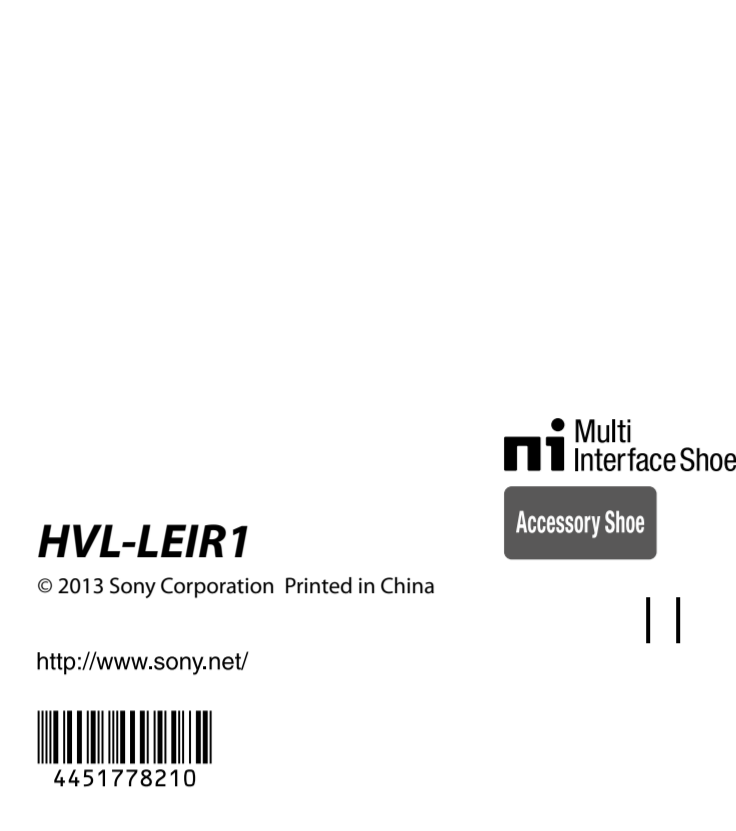 Multi
Interface Shoe
Accessory Shoe
HVL-LEIR1
© 2013 Sony Corporation Printed in China
http://www.sony.net/
4451778210